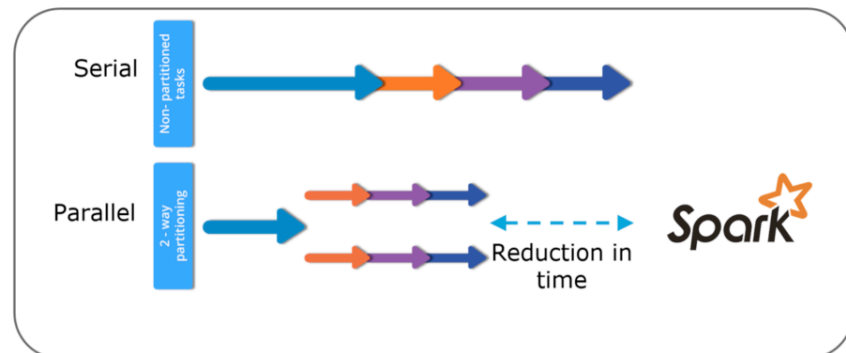 Serial
Non- partitioned
tasks
Parallel
2 - way
partitioning
Reduction in
time
Spark